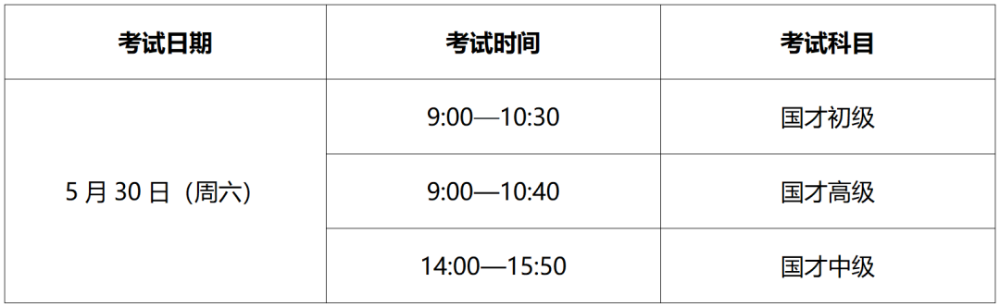 考试日期 考试时间 考试科目
9:00—10:30 国才初级
5 月 30 日（周六） 9:00—10:40 国才高级
14:00—15:50 国才中级